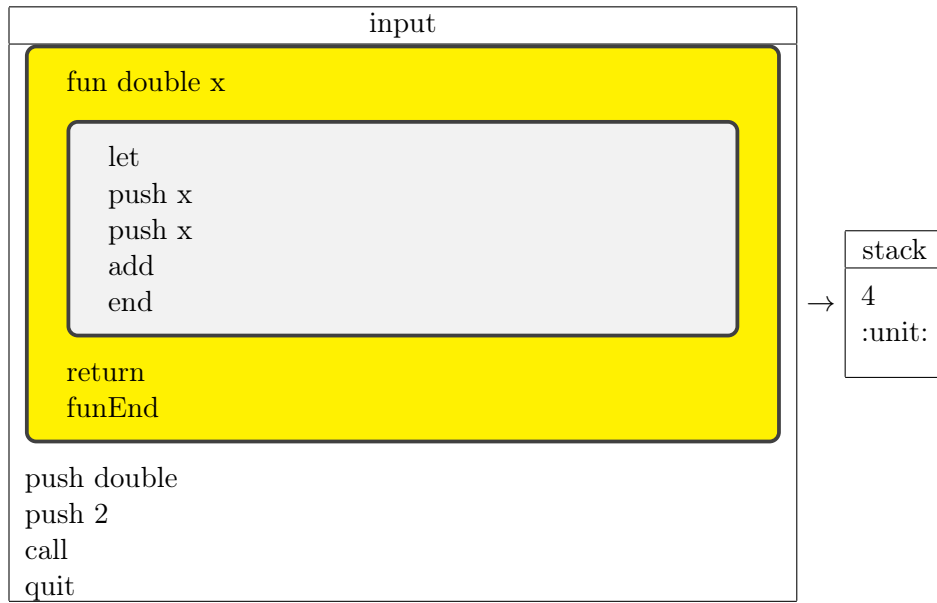 input
fun double x
let
push x
push x
add
end
return
funEnd
push double
push 2
call
quit
→
stack
4
:unit: